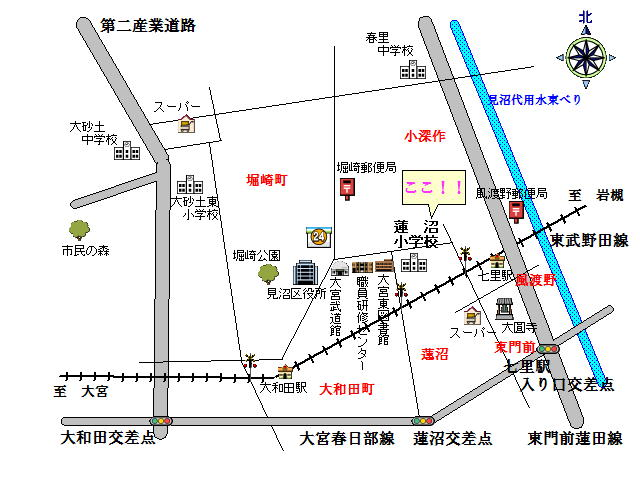 北
第二産業道路
春里
中学校
見沼代用水東べり
スーパー
大砂土
中学校
小深作
堀崎町
堀崎郵便局
ここ！！
風渡野郵便局
至 岩槻
大砂土東
小学校
蓮沼
小学校
東武野田線
24
市民の森
堀崎公園
見沼区役所
大宮武道館
職員研修センター
大宮東図書館
七里駅
風渡野
スーパー
大圓寺
東門前
蓮沼
七里駅
入り口交差点
至 大宮
大和田駅
大和田町
大和田交差点
大宮春日部線
蓮沼交差点
東門前蓮田線